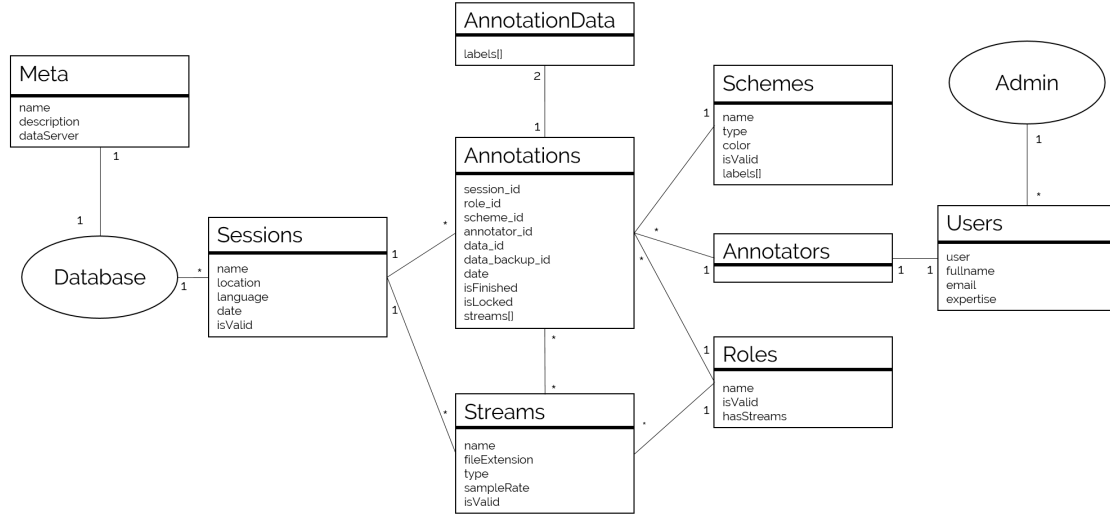 AnnotationData
labels[]
2
1
Meta
name
description
dataServer
1
1
Database
*
1
Sessions
name
location
language
date
isValid
1
1
*
*
Annotations
session_id
role_id
scheme_id
annotator_id
data_id
data_backup_id
date
isFinished
isLocked
streams[]
*
*
Streams
name
fileExtension
type
sampleRate
isValid
*
*
*
1
Schemes
name
type
color
isValid
labels[]
1
Annotators
1
1
Roles
name
isValid
hasStreams
1
1
Admin
1
*
Users
user
fullname
email
expertise